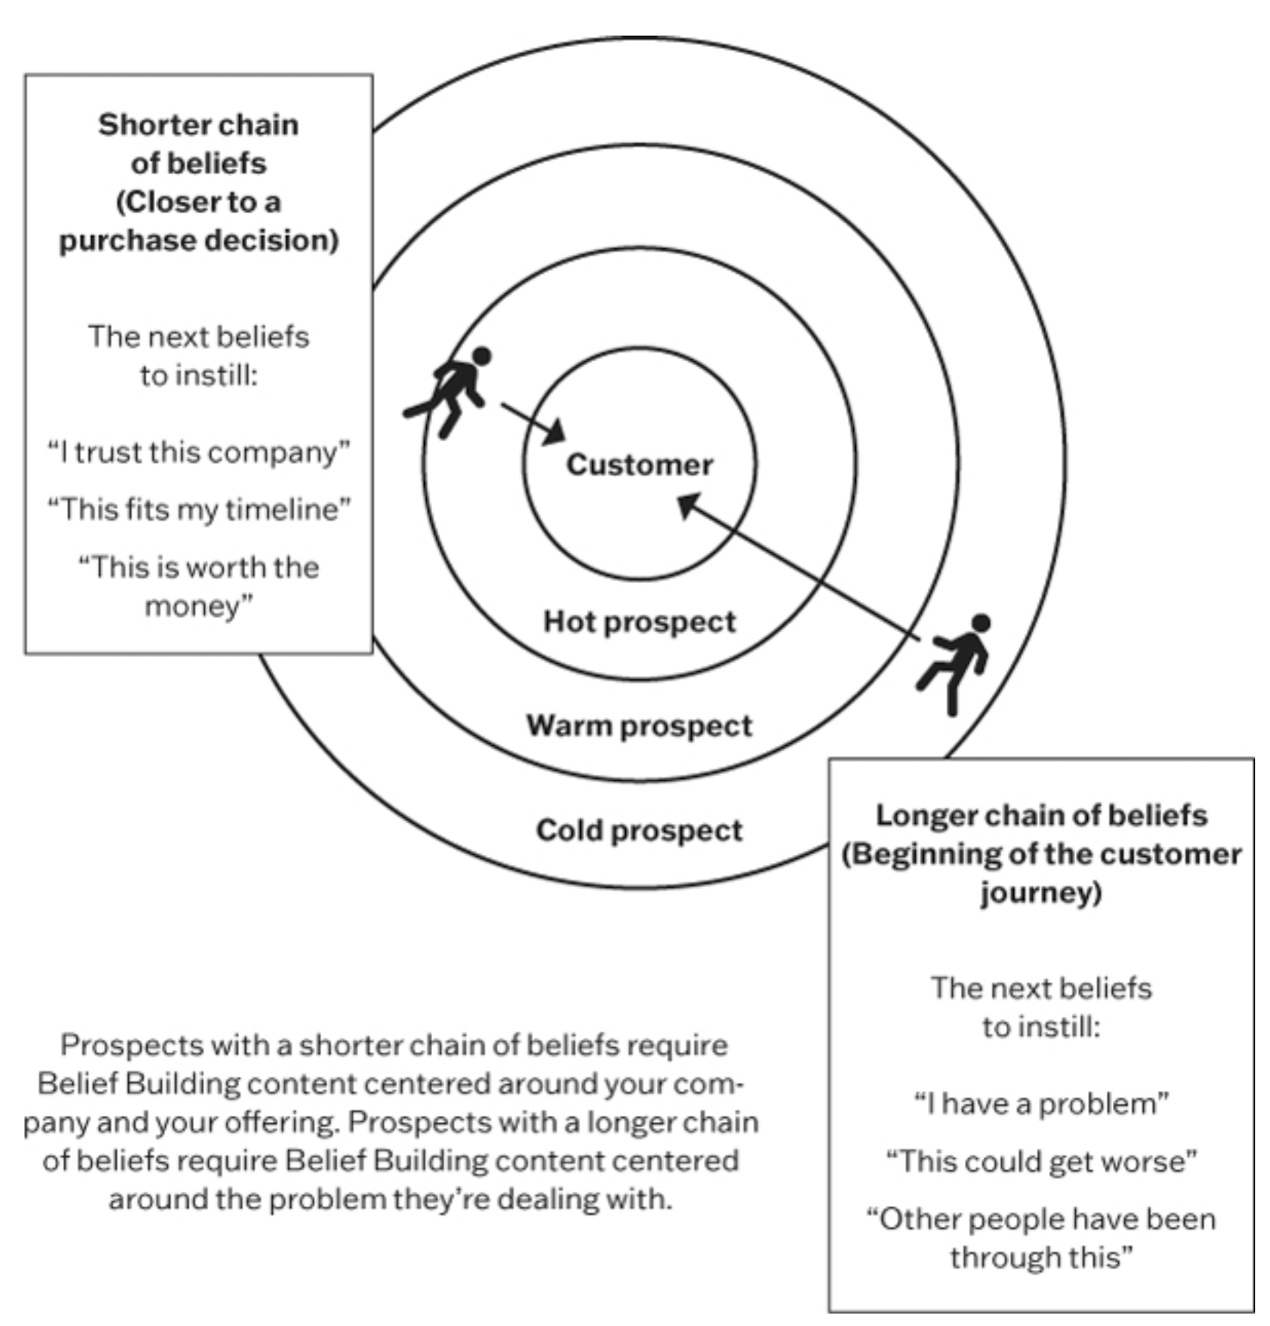 Shorter chain
of beliefs
(Closer to a
purchase decision)
The next beliefs
to instill:
“I trust this company”
“This fits my timeline”
“This is worth the
money”
Customer
Hot prospect
Warm prospect
Cold prospect
Longer chain of beliefs
(Beginning of the customer
journey)
The next beliefs
to instill:
“I have a problem”
“This could get worse”
“Other people have been
through this”
Prospects with a shorter chain of beliefs require
Belief Building content centered around your com-
pany and your offering. Prospects with a longer chain
of beliefs require Belief Building content centered
around the problem they’re dealing with.